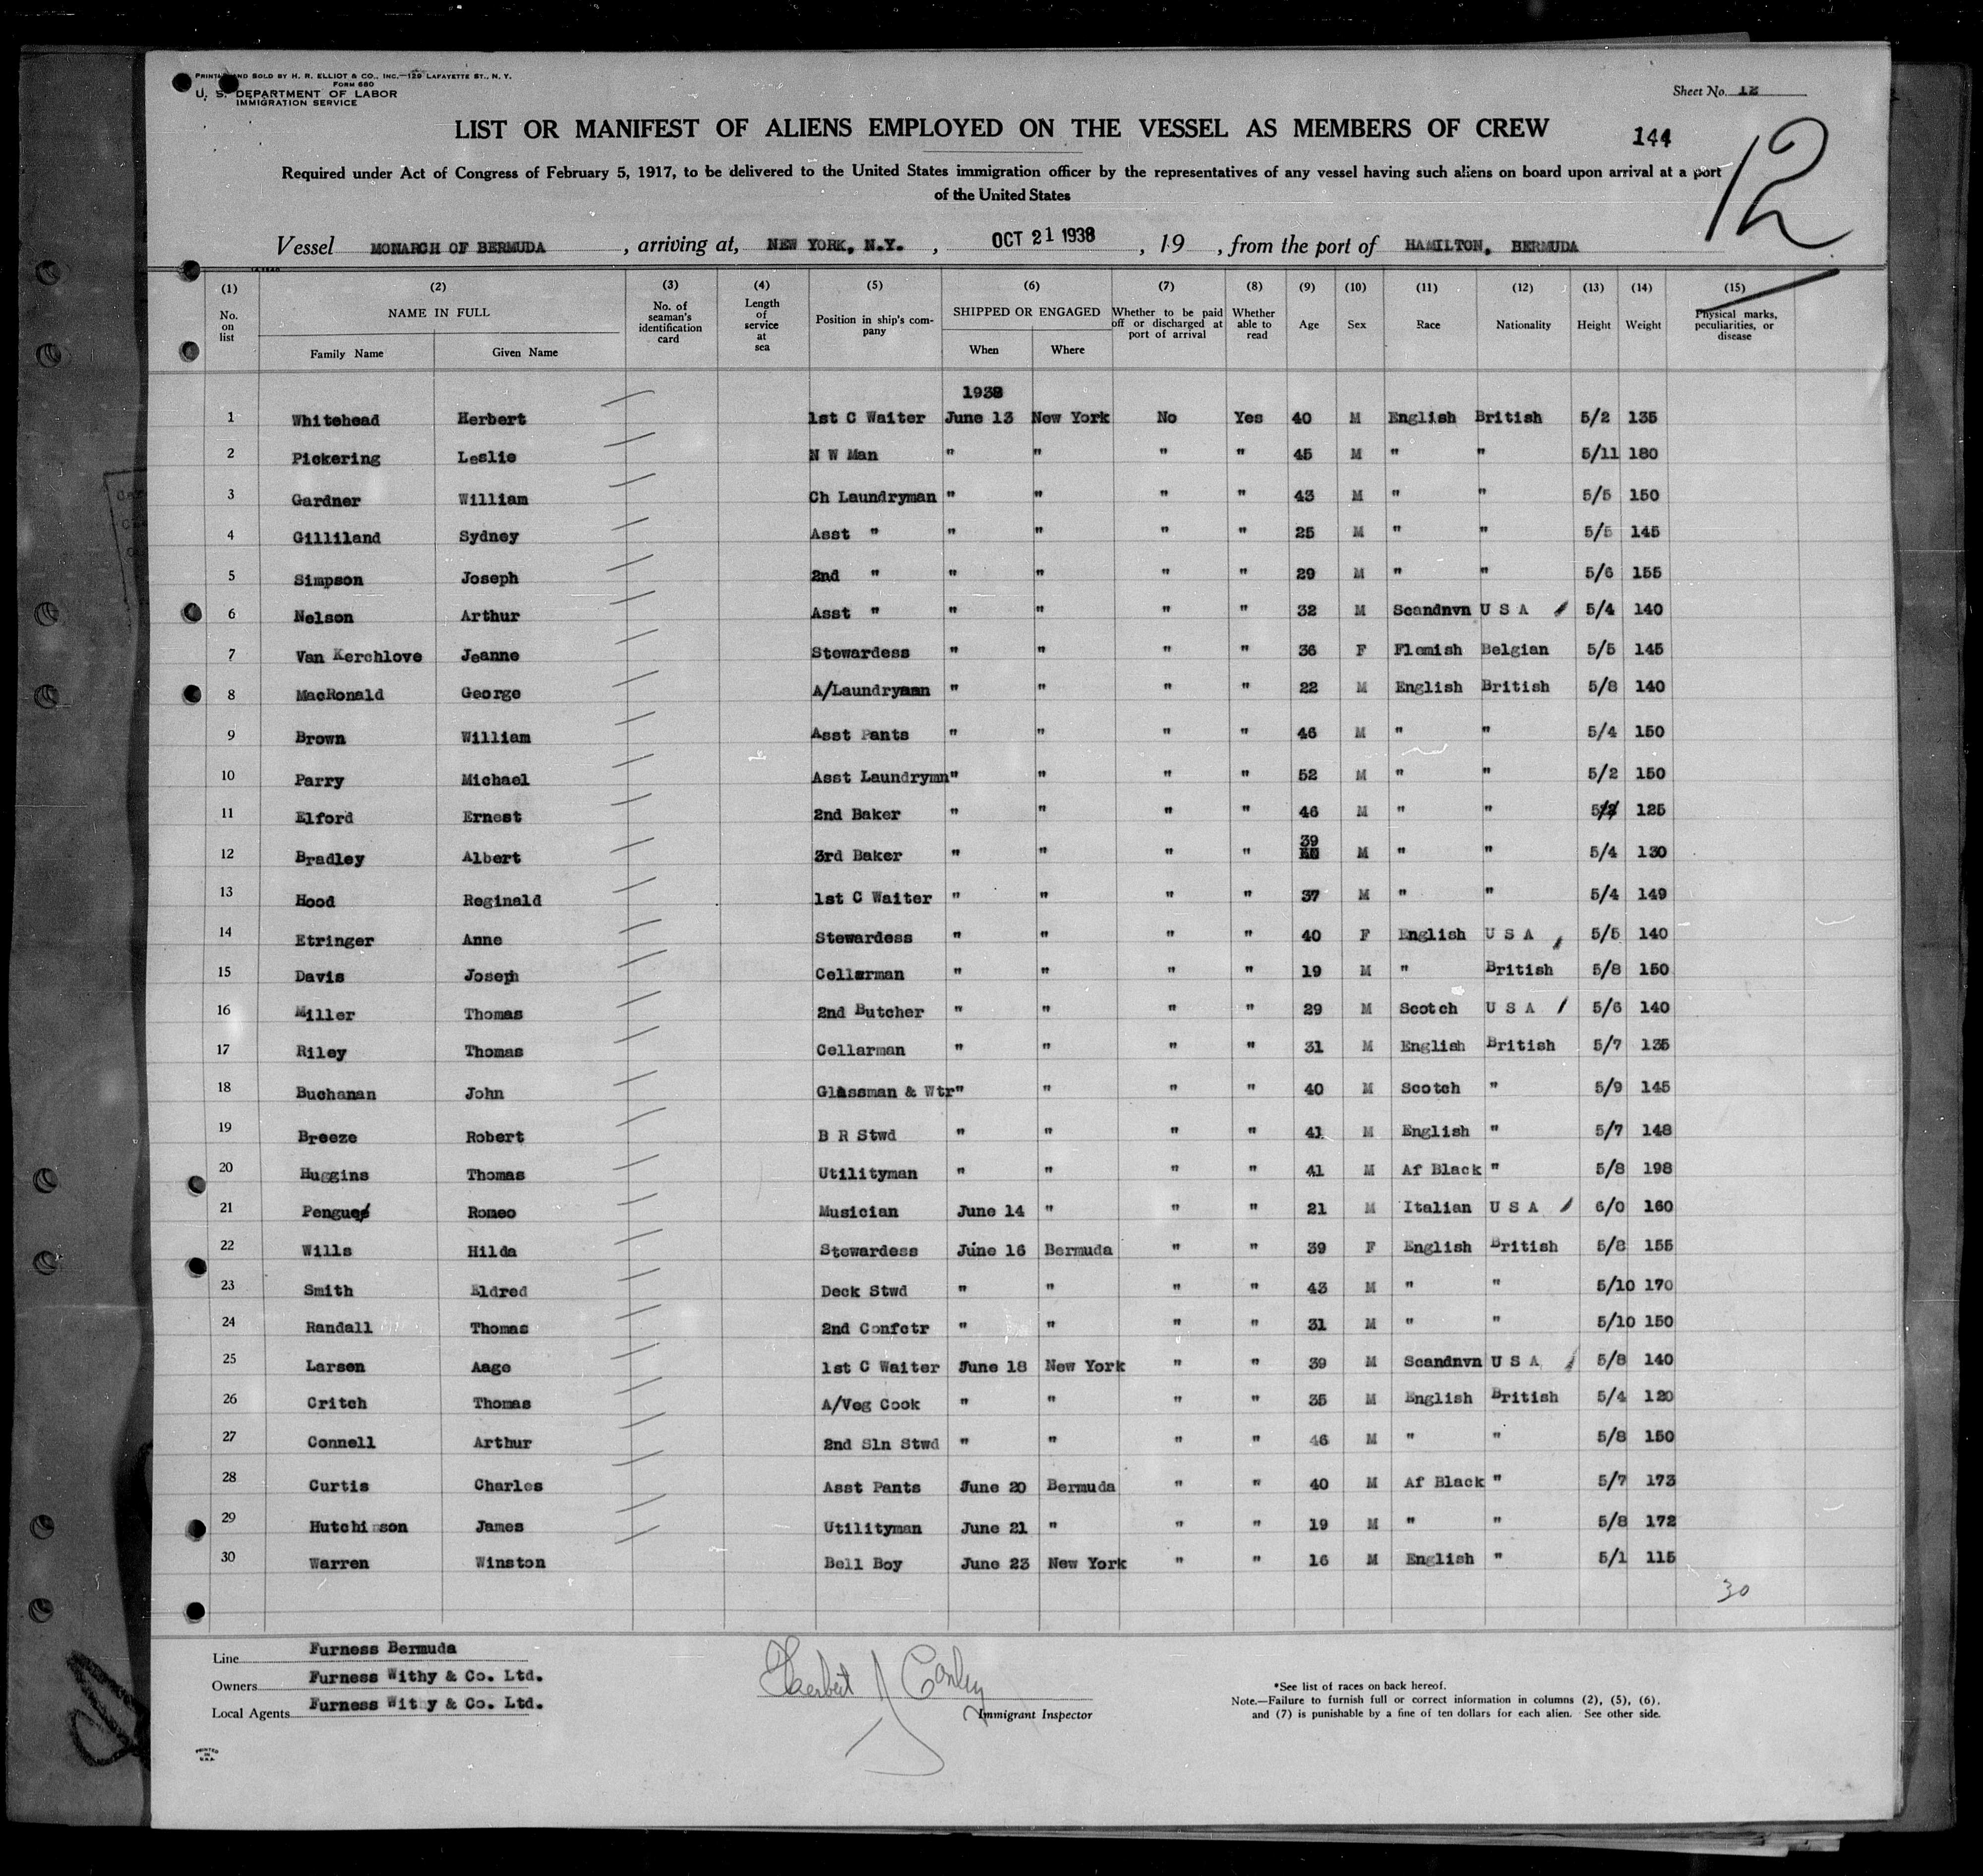 PRINTED AND SOLD BY H. R. ELLIOT & CO., INC.—129 LAFAYETTE ST., N. Y.
FORM 680
U. S. DEPARTMENT OF LABOR
IMMIGRATION SERVICE
Sheet No. 12
LIST OR MANIFEST OF ALIENS EMPLOYED ON THE VESSEL AS MEMBERS OF CREW
144
12
Required under Act of Congress of February 5, 1917, to be delivered to the United States immigration officer by the representatives of any vessel having such aliens on board upon arrival at a port
of the United States
Vessel MONARCH OF BERMUDA, arriving at, NEW YORK, N.Y., OCT 21 1938, 19 , from the port of HAMILTON, BERMUDA
(1) (2) (3) (4) (5) (6) (7) (8) (9) (10) (11) (12) (13) (14) (15)
No. on list NAME IN FULL Family Name Given Name No. of seaman's identification card Length of service at sea Position in ship's company SHIPPED OR ENGAGED When Where Whether to be paid off or discharged at port of arrival Whether able to read Age Sex Race Nationality Height Weight Physical marks, peculiarities, or disease
1938
1 Whitehead Herbert 1st C Waiter June 13 New York No Yes 40 M English British 5/2 135
2 Pickering Leslie N W Man " " " " 45 M " " 5/11 180
3 Gardner William Ch Laundryman " " " " 43 M " " 5/5 150
4 Gilliland Sydney Asst " " " " " 25 M " " 5/5 145
5 Simpson Joseph 2nd " " " " " 29 M " " 5/6 155
6 Nelson Arthur Asst " " " " " 32 M Scandnvn U S A 5/4 140
7 Van Kerchlove Jeanne Stewardess " " " " 36 F Flemish Belgian 5/5 145
8 MacRonald George A/Laundryman " " " " 22 M English British 5/8 140
9 Brown William Asst Pants " " " " 46 M " " 5/4 150
10 Parry Michael Asst Laundrymn " " " " 52 M " " 5/2 150
11 Elford Ernest 2nd Baker " " " " 46 M " " 125
12 Bradley Albert 3rd Baker " " " " 39 M " " 5/4 130
13 Hood Reginald 1st C Waiter " " " " 37 M " " 5/4 149
14 Etringer Anne Stewardess " " " " 40 F English U S A 5/5 140
15 Davis Joseph Cellarman " " " " 19 M " British 5/8 150
16 Miller Thomas 2nd Butcher " " " " 29 M Scotch U S A 5/6 140
17 Riley Thomas Cellarman " " " " 31 M English British 5/7 135
18 Buchanan John Glassman & Wtr " " " " 40 M Scotch " 5/9 145
19 Breeze Robert B R Stwd " " " " 41 M English " 5/7 148
20 Huggins Thomas Utilityman " " " " 41 M Af Black " 5/8 198
21 Pengue Romeo Musician June 14 " " " 21 M Italian U S A 6/0 160
22 Wills Hilda Stewardess June 16 Bermuda " " 39 F English British 5/8 155
23 Smith Eldred Deck Stwd " " " " 43 M " " 5/10 170
24 Randall Thomas 2nd Confctr " " " " 31 M " " 5/10 150
25 Larsen Aage 1st C Waiter June 18 New York " " 39 M Scandnvn U S A 5/8 140
26 Critch Thomas A/Veg Cook " " " " 35 M English British 5/4 120
27 Connell Arthur 2nd Sln Stwd " " " " 46 M " " 5/8 150
28 Curtis Charles Asst Pants June 20 Bermuda " " 40 M Af Black " 5/7 173
29 Hutchinson James Utilityman June 21 " " " 19 M " " 5/8 172
30 Warren Winston Bell Boy June 23 New York " " 16 M English " 5/1 115
30
Line Furness Bermuda
Owners Furness Withy & Co. Ltd.
Local Agents Furness Withy & Co. Ltd.
Herbert J Conley
Immigrant Inspector
*See list of races on back hereof.
Note.—Failure to furnish full or correct information in columns (2), (5), (6),
and (7) is punishable by a fine of ten dollars for each alien. See other side.
PRINTED
IN
U.S.A.